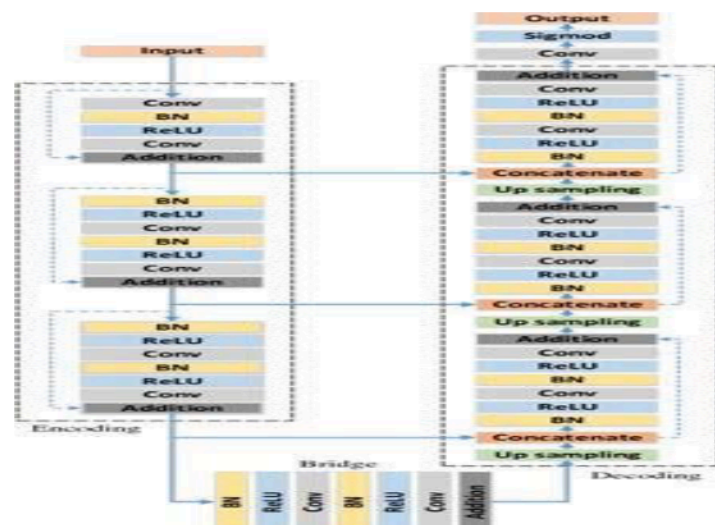 Input
Conv
BN
ReLU
Conv
Addition
BN
ReLU
Conv
BN
ReLU
Conv
Addition
BN
ReLU
Conv
BN
ReLU
Conv
Addition
Encoding
Bridge
BN
ReLU
Conv
BN
ReLU
Conv
Addition
Output
Sigmod
Conv
Addition
Conv
ReLU
BN
Conv
ReLU
BN
Concatenate
Up sampling
Addition
Conv
ReLU
BN
Conv
ReLU
BN
Concatenate
Up sampling
Addition
Conv
ReLU
BN
Conv
ReLU
BN
Concatenate
Up sampling
Decoding